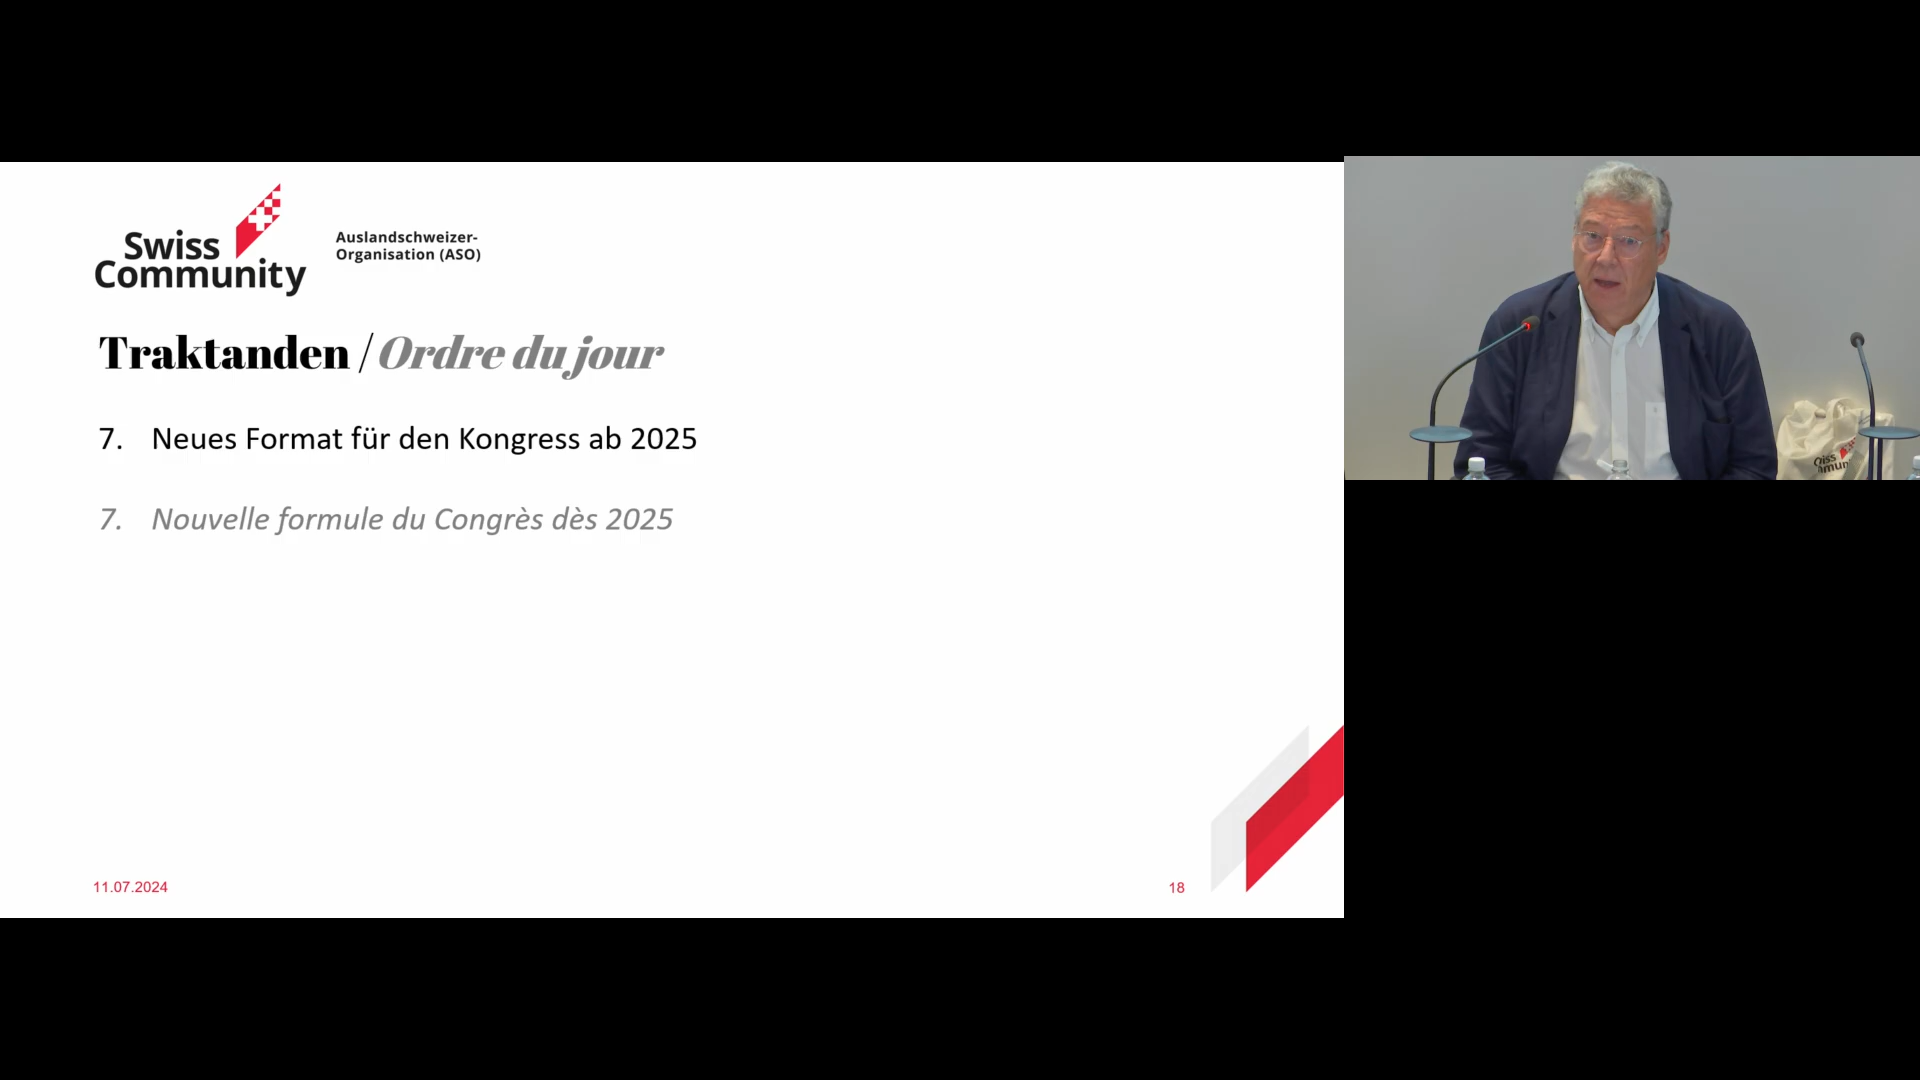 Swiss
Community
Auslandschweizer-
Organisation (ASO)
Traktanden / Ordre du jour
7. Neues Format für den Kongress ab 2025
7. Nouvelle formule du Congrès dès 2025
11.07.2024
18